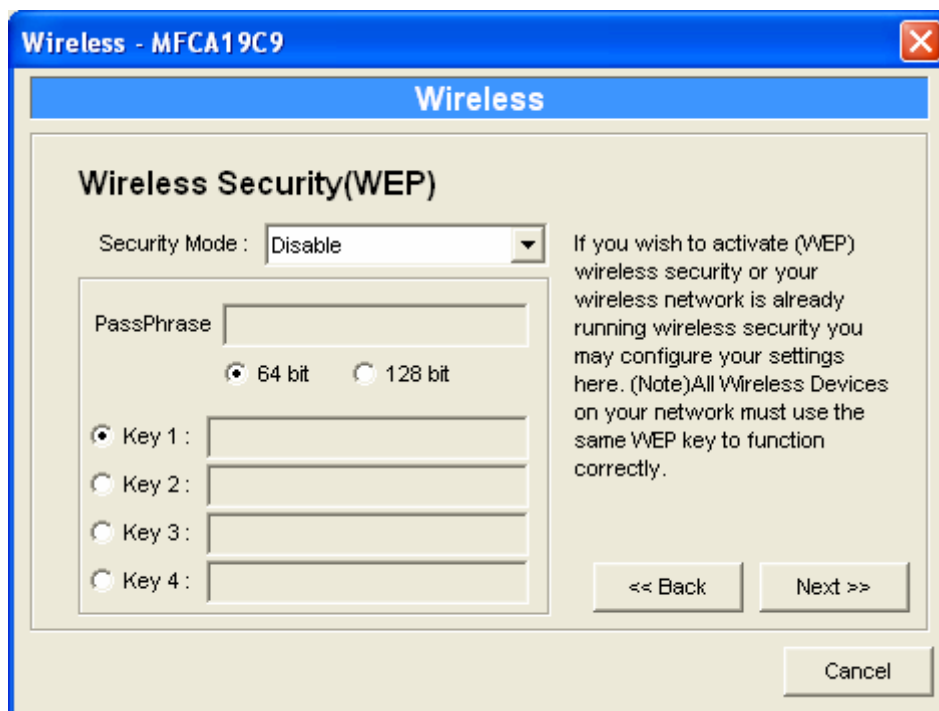 Wireless - MFCA19C9
Wireless
Wireless Security(WEP)
Security Mode : Disable
PassPhrase
64 bit 128 bit
Key 1 :
Key 2 :
Key 3 :
Key 4 :
If you wish to activate (WEP)
wireless security or your
wireless network is already
running wireless security you
may configure your settings
here. (Note)All Wireless Devices
on your network must use the
same WEP key to function
correctly.
<< Back Next >>
Cancel